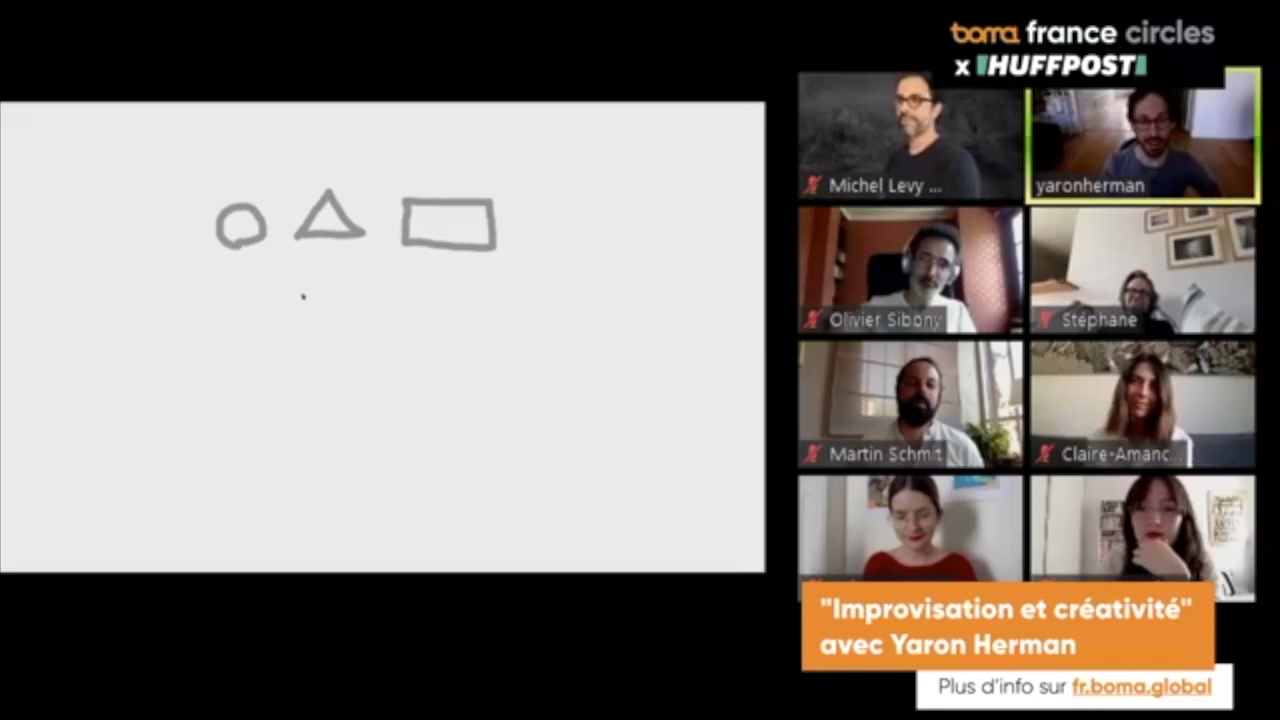 boma france circles
x HUFFPOST
Michel Levy ...
yaronherman
Olivier Sibony
Stéphane
Martin Schmit
Claire-Amanc...
"Improvisation et créativité"
avec Yaron Herman
Plus d'info sur fr.boma.global